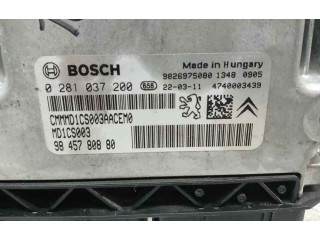 BOSCH
Made in Hungary
9826975080 1348 0905
0 281 037 200 656 22-03-11 4740003439
CMMMD1CS003AACEM0
MD1CS003
98 457 808 80